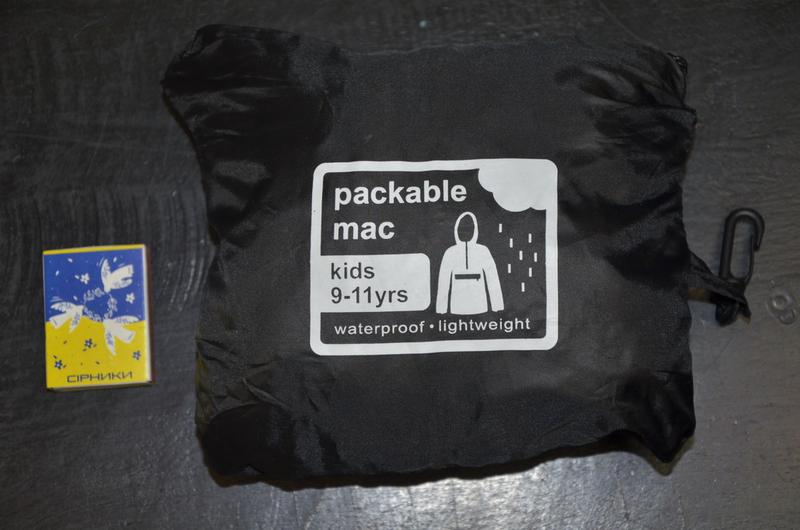 packable
mac
kids
9-11yrs
waterproof • lightweight
СІРНИКИ